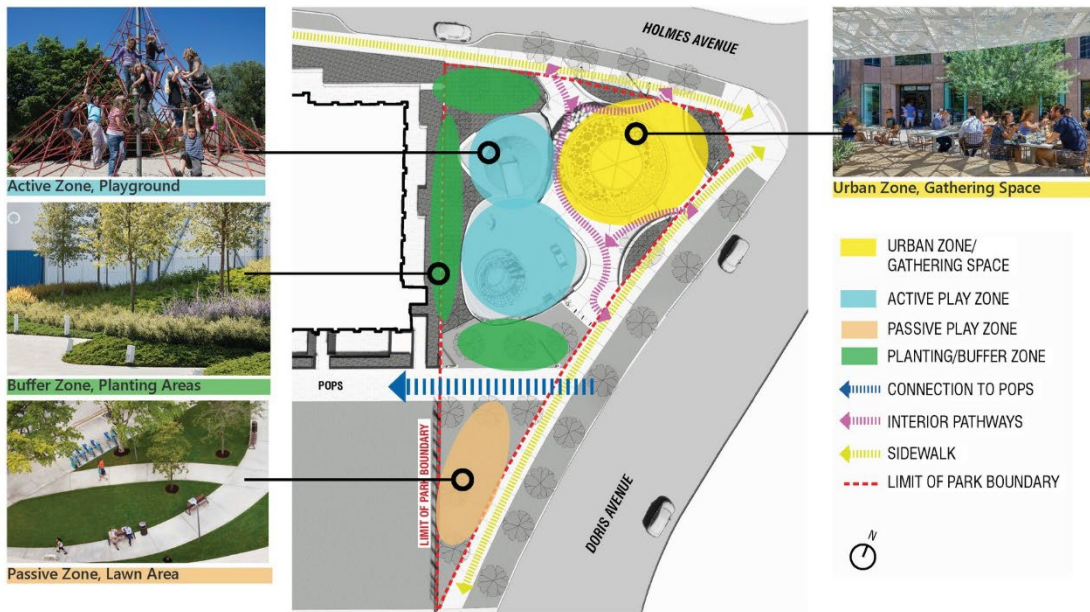 HOLMES AVENUE
Active Zone, Playground
Urban Zone, Gathering Space
Buffer Zone, Planting Areas
POPS
LIMIT OF PARK BOUNDARY
DORIS AVENUE
Passive Zone, Lawn Area
URBAN ZONE/
GATHERING SPACE
ACTIVE PLAY ZONE
PASSIVE PLAY ZONE
PLANTING/BUFFER ZONE
CONNECTION TO POPS
INTERIOR PATHWAYS
SIDEWALK
LIMIT OF PARK BOUNDARY
N